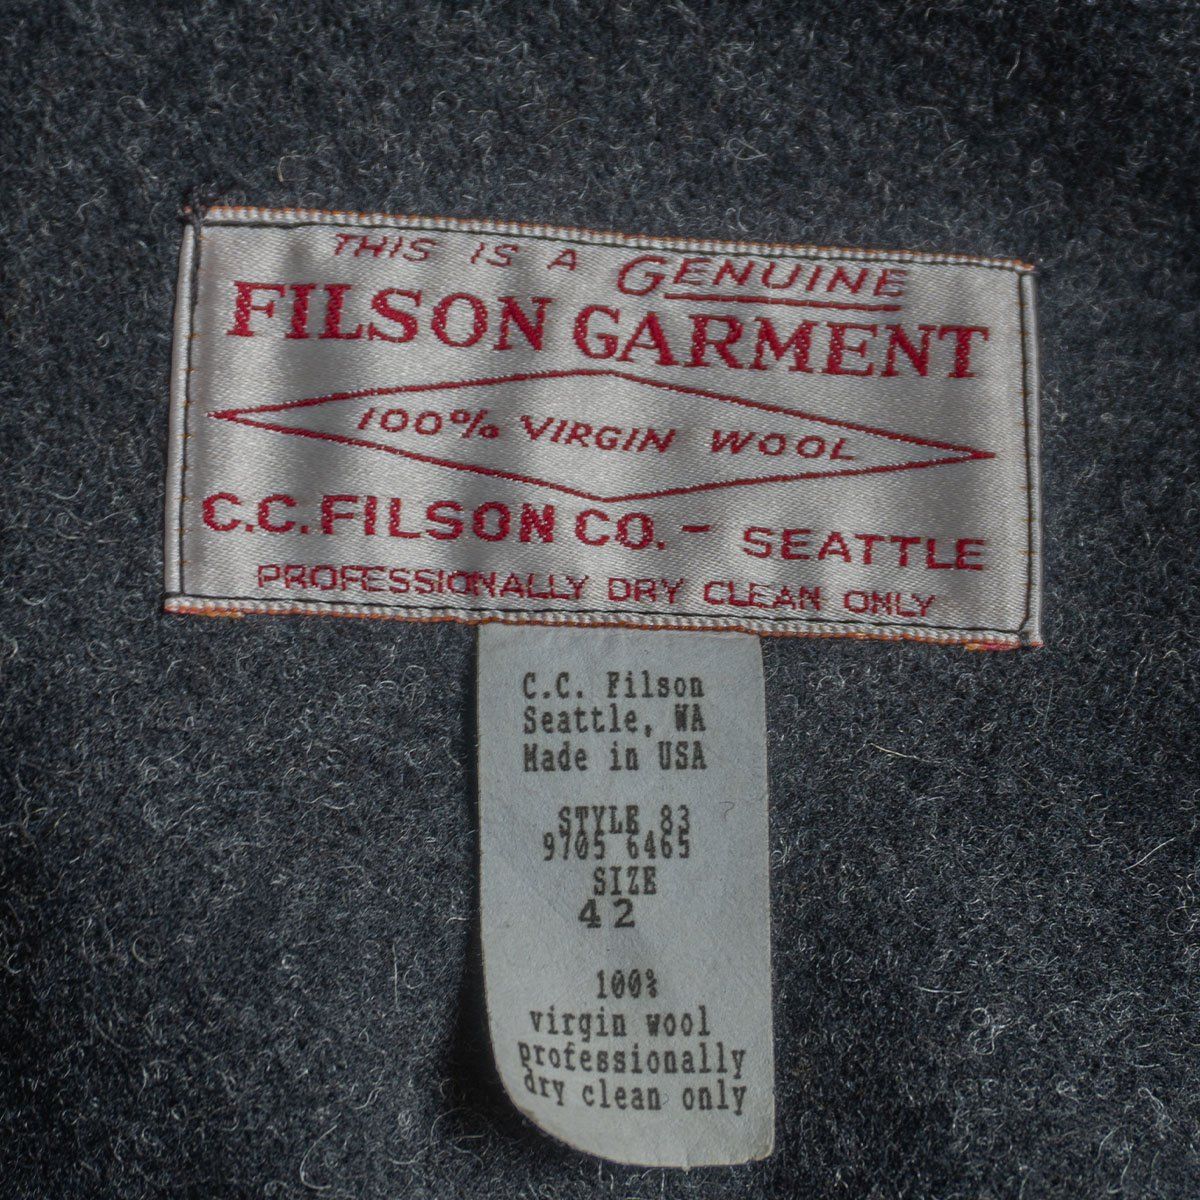 THIS IS A GENUINE
FILSON GARMENT
100% VIRGIN WOOL
C.C. FILSON CO. - SEATTLE
PROFESSIONALLY DRY CLEAN ONLY
C.C. Filson
Seattle, WA
Made in USA
STYLE 83
9705 6465
SIZE
42
100%
virgin wool
professionally
dry clean only